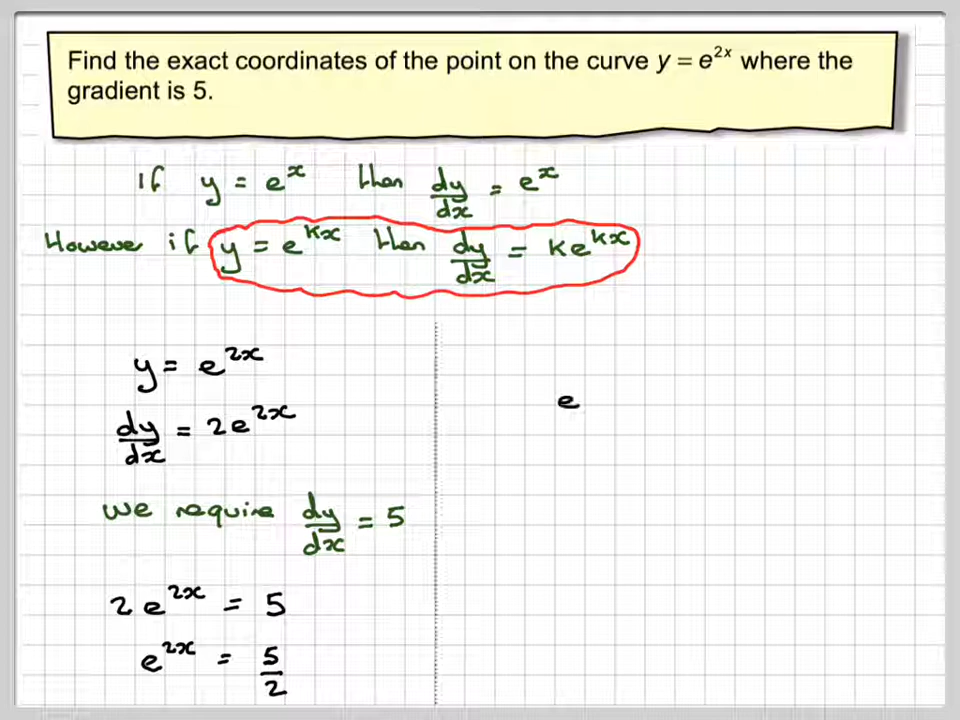 Find the exact coordinates of the point on the curve y = e^{2x} where the
gradient is 5.
If y = e^x then dy/dx = e^x
However if y = e^{kx} then dy/dx = ke^{kx}
y = e^{2x}
dy/dx = 2e^{2x}
we require dy/dx = 5
2e^{2x} = 5
e^{2x} = 5/2
e